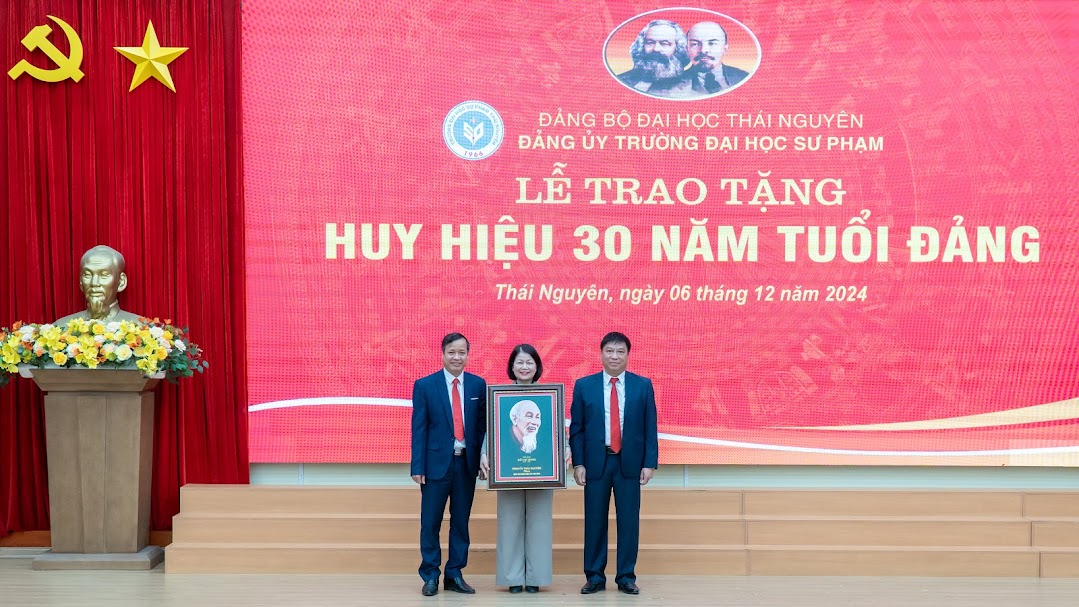 ĐẢNG BỘ ĐẠI HỌC THÁI NGUYÊN
ĐẢNG ỦY TRƯỜNG ĐẠI HỌC SƯ PHẠM
1966
LỄ TRAO TẶNG
HUY HIỆU 30 NĂM TUỔI ĐẢNG
Thái Nguyên, ngày 06 tháng 12 năm 2024